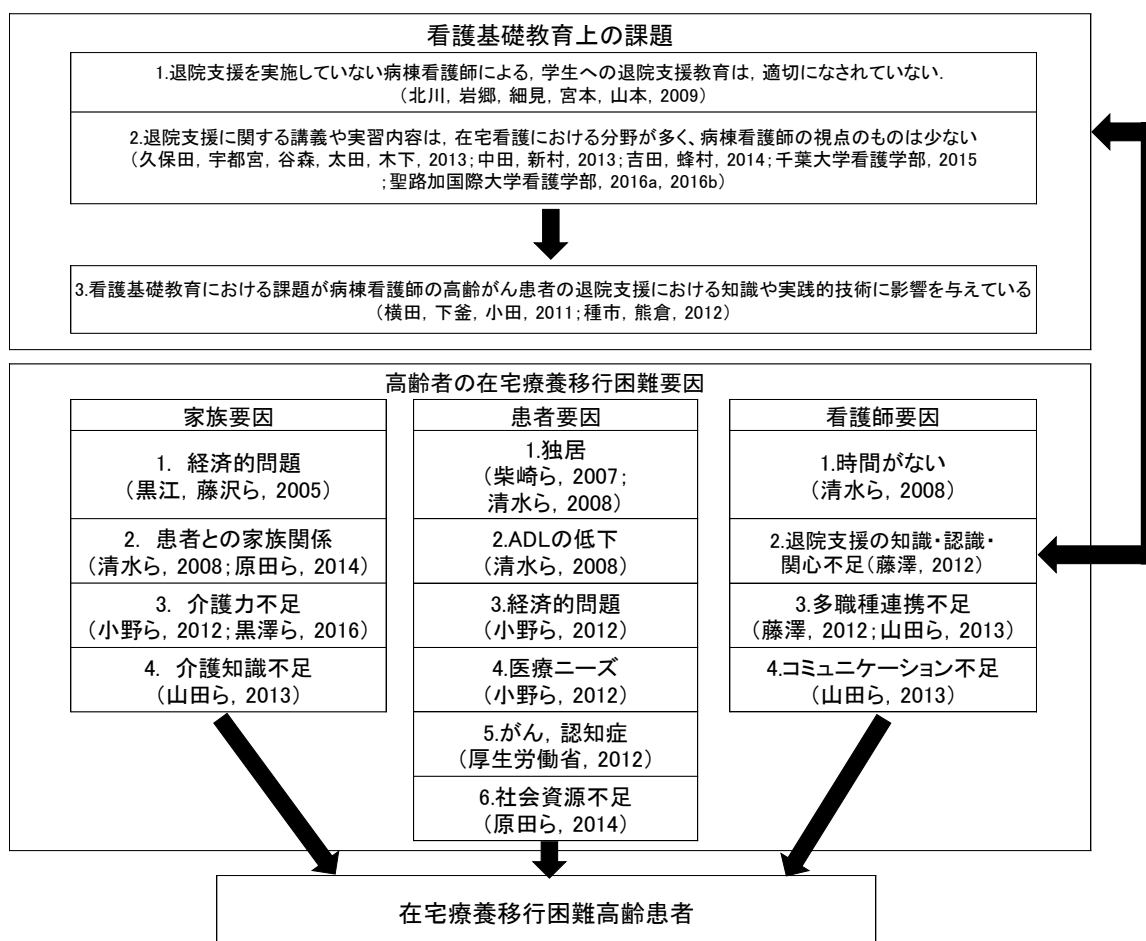 看護基礎教育上の課題
1.退院支援を実施していない病棟看護師による, 学生への退院支援教育は, 適切になされていない.
(北川, 岩郷, 細見, 宮本, 山本, 2009)
2.退院支援に関する講義や実習内容は, 在宅看護における分野が多く、病棟看護師の視点のものは少ない
(久保田, 宇都宮, 谷森, 太田, 木下, 2013;中田, 新村, 2013;吉田, 蜂村, 2014;千葉大学看護学部, 2015
;聖路加国際大学看護学部, 2016a, 2016b)
3.看護基礎教育における課題が病棟看護師の高齢がん患者の退院支援における知識や実践的技術に影響を与えている
(横田, 下釜, 小田, 2011;種市, 熊倉, 2012)
高齢者の在宅療養移行困難要因
家族要因
1. 経済的問題
(黒江, 藤沢ら, 2005)
2. 患者との家族関係
(清水ら, 2008;原田ら, 2014)
3. 介護力不足
(小野ら, 2012;黒澤ら, 2016)
4. 介護知識不足
(山田ら, 2013)
患者要因
1.独居
(柴崎ら, 2007;
清水ら, 2008)
2.ADLの低下
(清水ら, 2008)
3.経済的問題
(小野ら, 2012)
4.医療ニーズ
(小野ら, 2012)
5.がん, 認知症
(厚生労働省, 2012)
6.社会資源不足
(原田ら, 2014)
看護師要因
1.時間がない
(清水ら, 2008)
2.退院支援の知識・認識・
関心不足(藤澤, 2012)
3.多職種連携不足
(藤澤, 2012;山田ら, 2013)
4.コミュニケーション不足
(山田ら, 2013)
在宅療養移行困難高齢患者